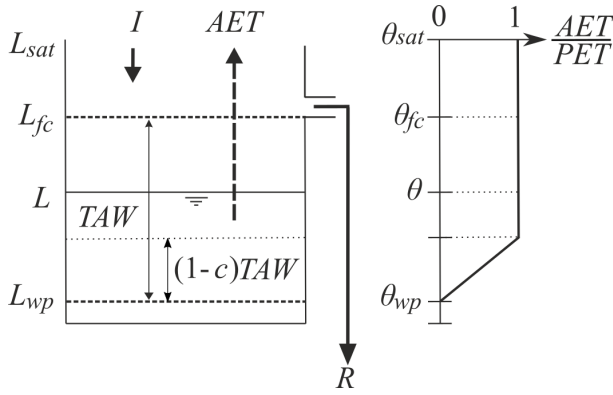 I AET
L_sat
L_fc
L
TAW
(1-c)TAW
L_wp
R
0 1
AET
PET
θ_sat
θ_fc
θ
θ_wp